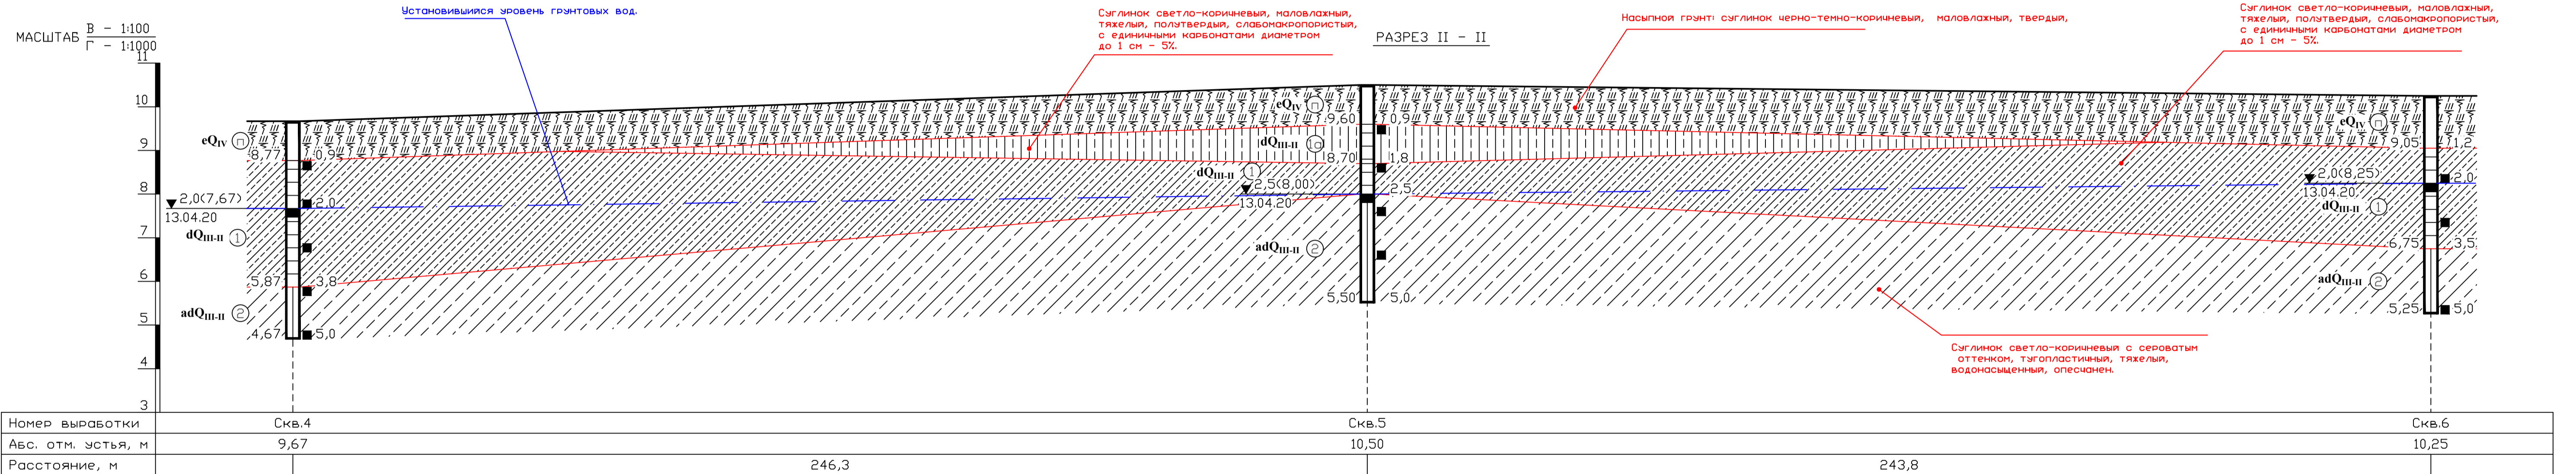 Установившийся уровень грунтовых вод.
МАСШТАБ В - 1:100
Г - 1:1000
Суглинок светло-коричневый, маловлажный,
тяжелый, полутвердый, слабомакропористый,
с единичными карбонатами диаметром
до 1 см - 5%.
РАЗРЕЗ II - II
Насыпной грунт: суглинок черно-темно-коричневый, маловлажный, твердый,
Суглинок светло-коричневый, маловлажный,
тяжелый, полутвердый, слабомакропористый,
с единичными карбонатами диаметром
до 1 см - 5%.
11
10
9
8
7
6
5
4
3
eQIV п
8,77 0,9
2,0(7,67) 2,0
13.04.20
dQIII-II 1
5,87 3,8
adQIII-II 2
4,67 5,0
eQIV п
9,60 0,9
dQIII-II 1а
8,70 1,8
dQIII-II 1
2,5(8,00) 2,5
13.04.20
adQIII-II 2
5,50 5,0
eQIV п
9,05 1,2
2,0(8,25) 2,0
13.04.20
dQIII-II 1
6,75 3,5
adQIII-II 2
5,25 5,0
Суглинок светло-коричневый с сероватым
оттенком, тугопластичный, тяжелый,
водонасыщенный, опесчанен.
Номер выработки Скв.4 Скв.5 Скв.6
Абс. отм. устья, м 9,67 10,50 10,25
Расстояние, м 246,3 243,8